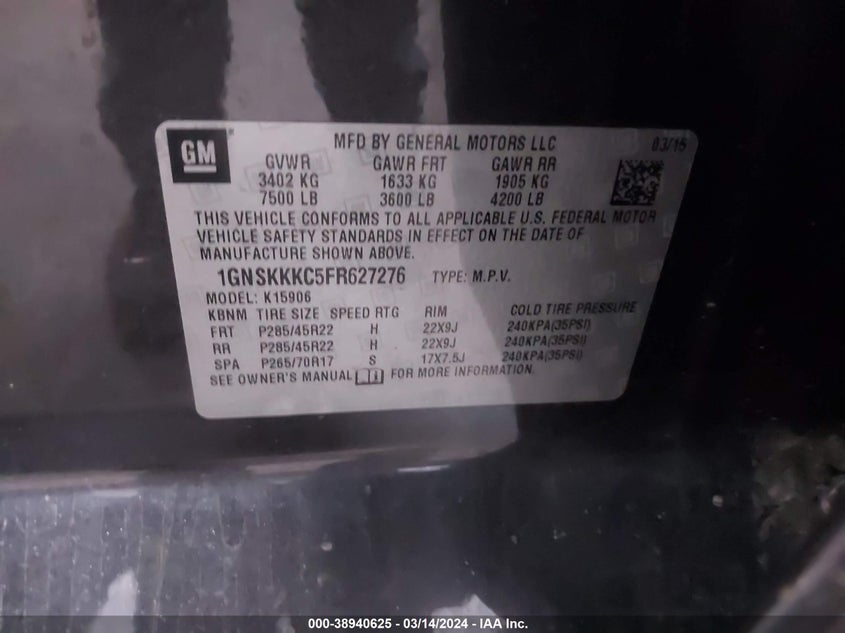 GM
MFD BY GENERAL MOTORS LLC 03/15
GVWR GAWR FRT GAWR RR
3402 KG 1633 KG 1905 KG
7500 LB 3600 LB 4200 LB
THIS VEHICLE CONFORMS TO ALL APPLICABLE U.S. FEDERAL MOTOR
VEHICLE SAFETY STANDARDS IN EFFECT ON THE DATE OF
MANUFACTURE SHOWN ABOVE.
1GNSKKKC5FR627276 TYPE: M.P.V.
MODEL: K15906
KBNM TIRE SIZE SPEED RTG RIM COLD TIRE PRESSURE
FRT P285/45R22 H 22X9J 240KPA(35PSI)
RR P285/45R22 H 22X9J 240KPA(35PSI)
SPA P265/70R17 S 17X7.5J 240KPA(35PSI)
SEE OWNER'S MANUAL FOR MORE INFORMATION.
000-38940625 - 03/14/2024 - IAA Inc.